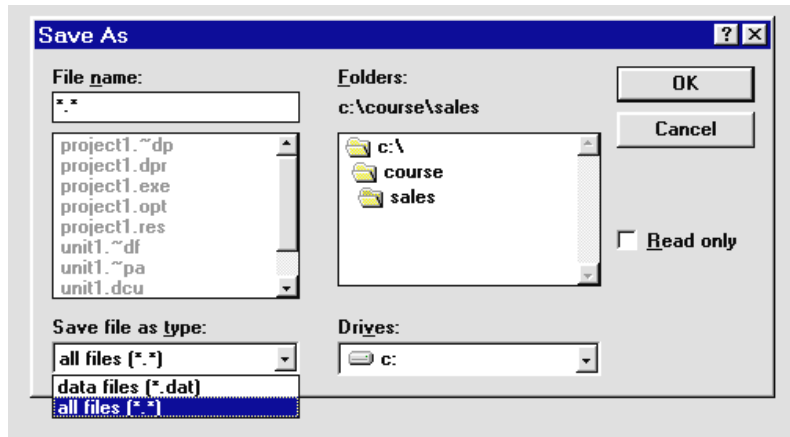 Save As
File name:
*.*
project1.~dp
project1.dpr
project1.exe
project1.opt
project1.res
unit1.~df
unit1.~pa
unit1.dcu
Save file as type:
all files (*.*)
data files (*.dat)
all files (*.*)
Folders:
c:\course\sales
c:\
course
sales
Drives:
c:
OK
Cancel
Read only